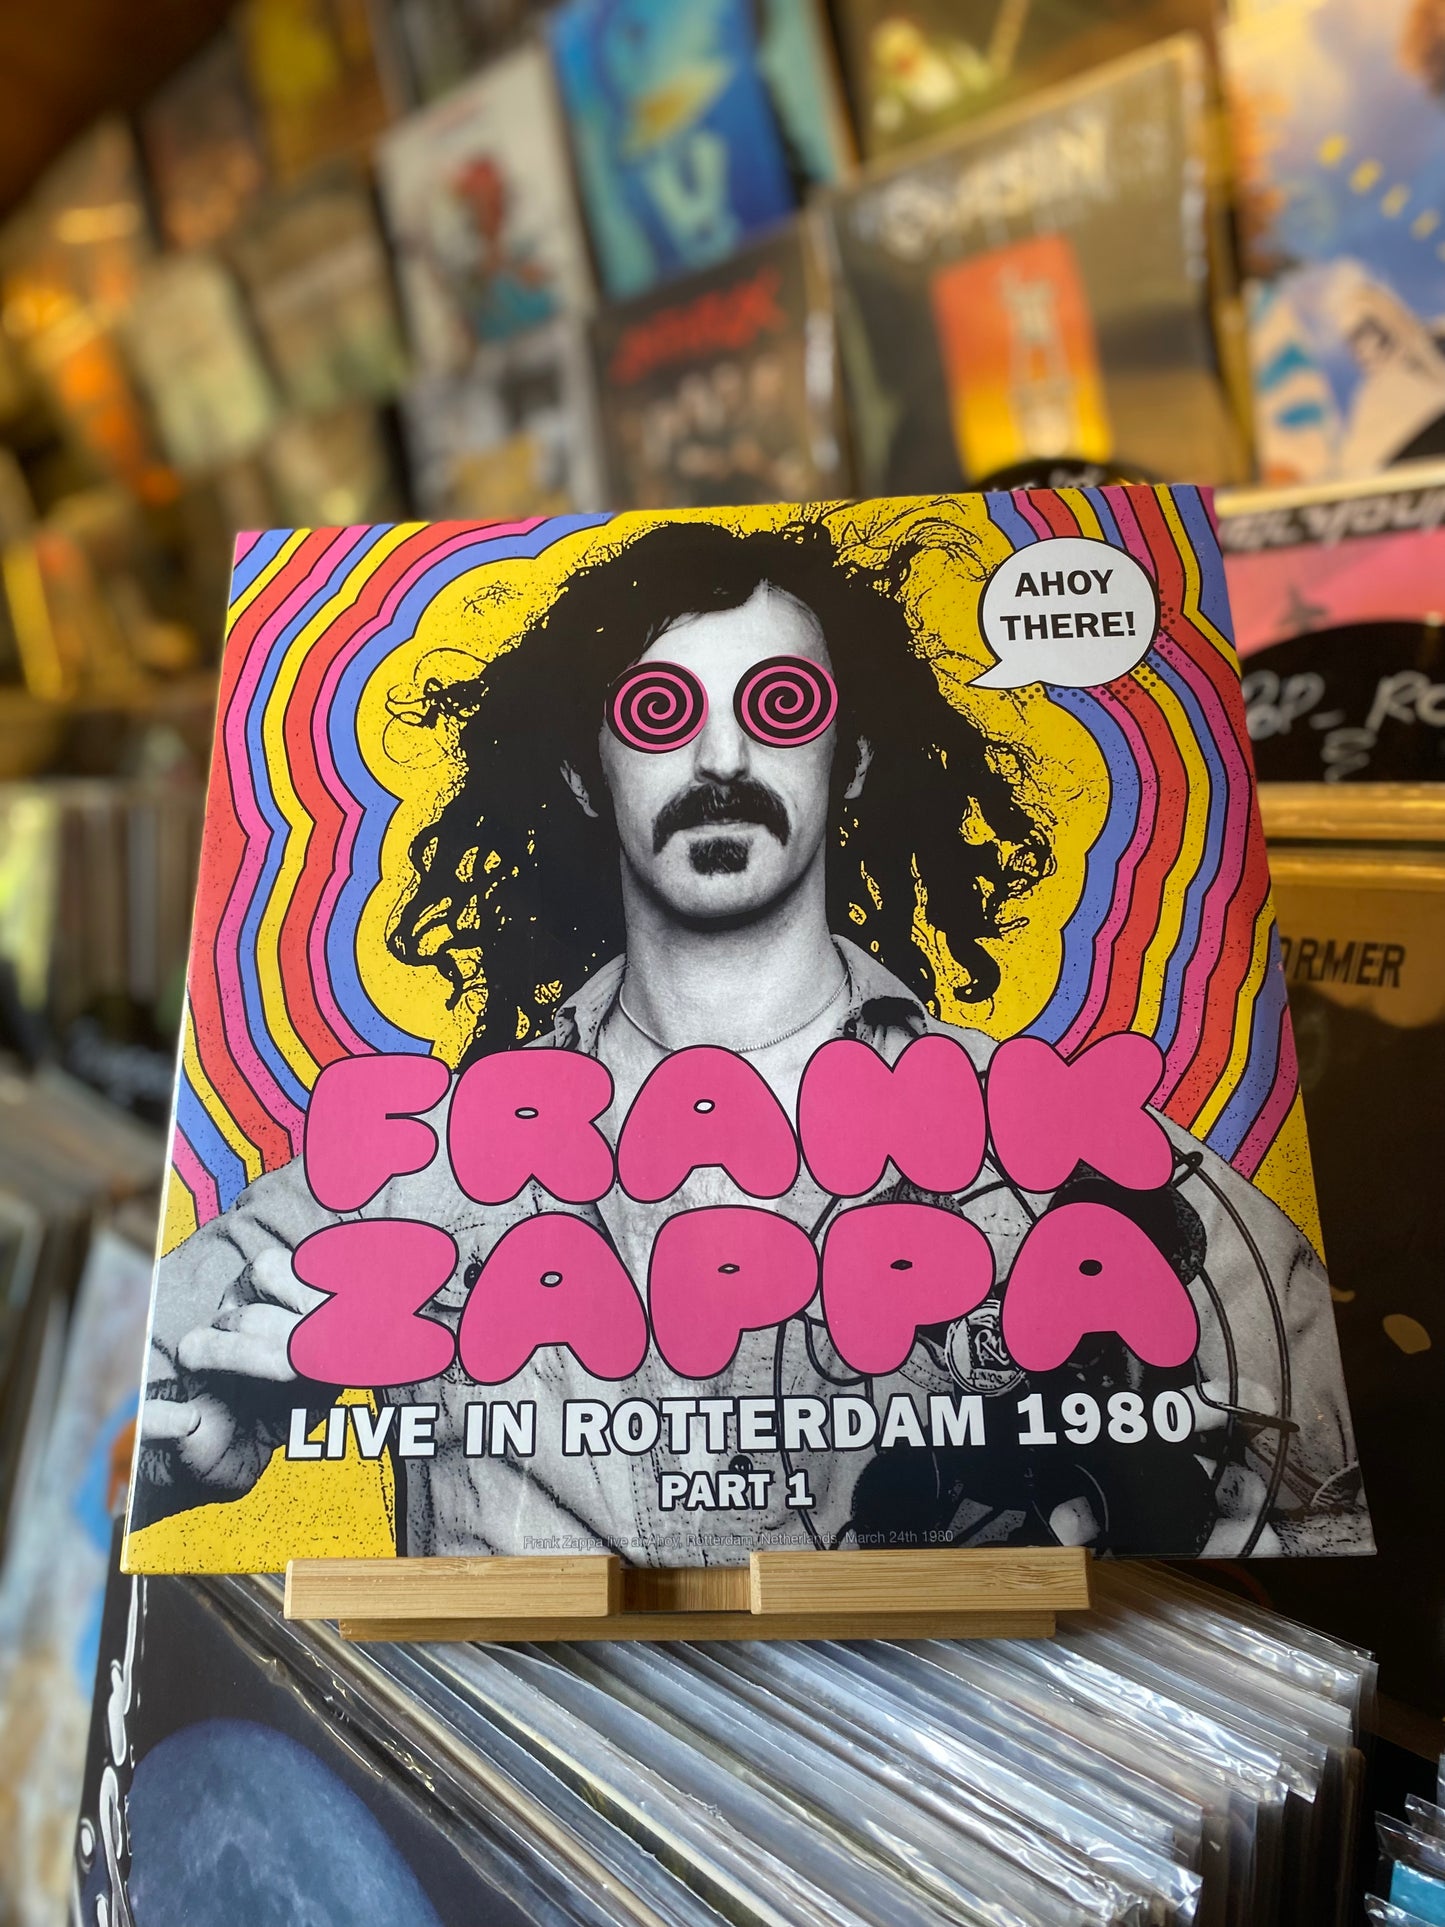 AHOY
THERE!
FRANK
ZAPPA
LIVE IN ROTTERDAM 1980
PART 1
Frank Zappa live at Ahoy, Rotterdam, Netherlands, March 24th 1980